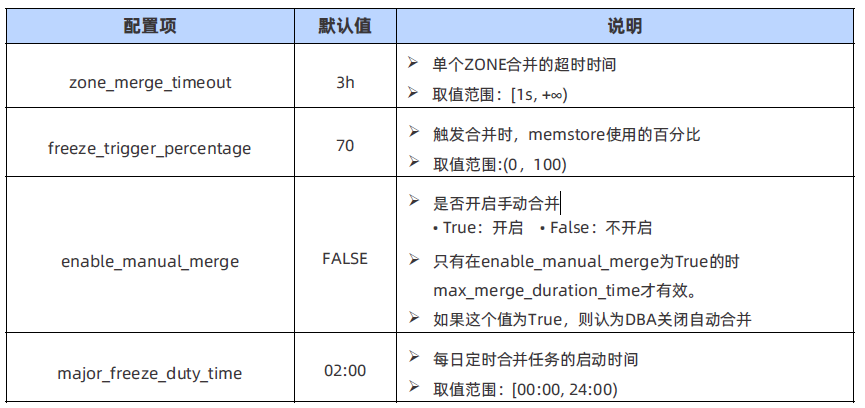 配置项 默认值 说明
zone_merge_timeout 3h ➢ 单个ZONE合并的超时时间
➢ 取值范围：[1s, +∞)
freeze_trigger_percentage 70 ➢ 触发合并时，memstore使用的百分比
➢ 取值范围:(0，100)
enable_manual_merge FALSE ➢ 是否开启手动合并
• True：开启 • False：不开启
➢ 只有在enable_manual_merge为True的时
max_merge_duration_time才有效。
➢ 如果这个值为True，则认为DBA关闭自动合并
major_freeze_duty_time 02:00 ➢ 每日定时合并任务的启动时间
➢ 取值范围：[00:00, 24:00)